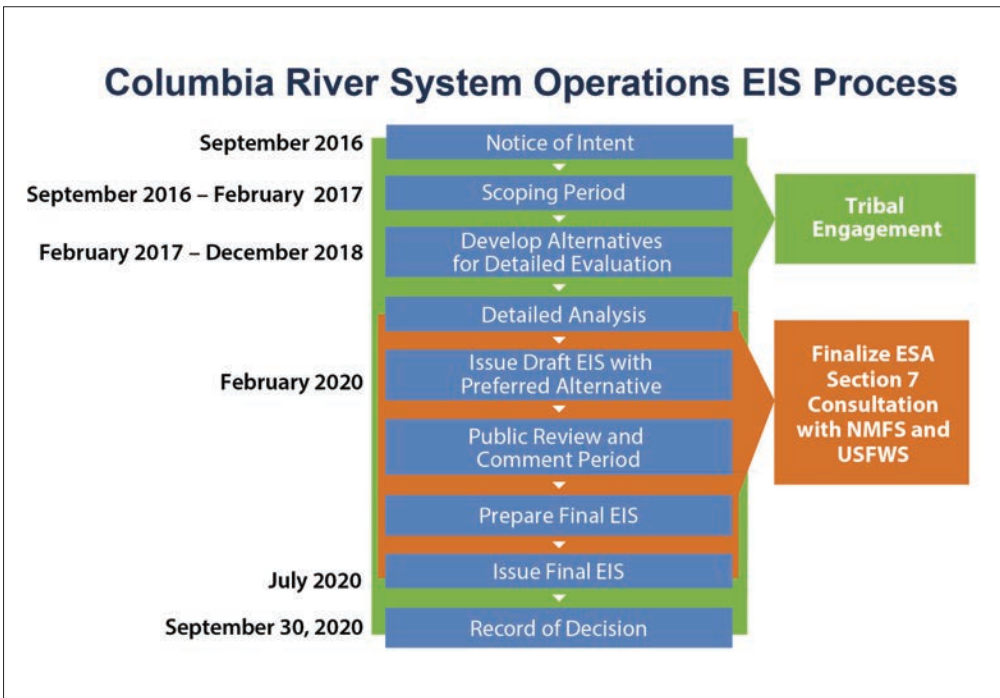 Columbia River System Operations EIS Process
September 2016
Notice of Intent
September 2016 – February 2017
Scoping Period
Tribal
Engagement
February 2017 – December 2018
Develop Alternatives
for Detailed Evaluation
Detailed Analysis
February 2020
Issue Draft EIS with
Preferred Alternative
Finalize ESA
Section 7
Consultation
with NMFS and
USFWS
Public Review and
Comment Period
Prepare Final EIS
July 2020
Issue Final EIS
September 30, 2020
Record of Decision